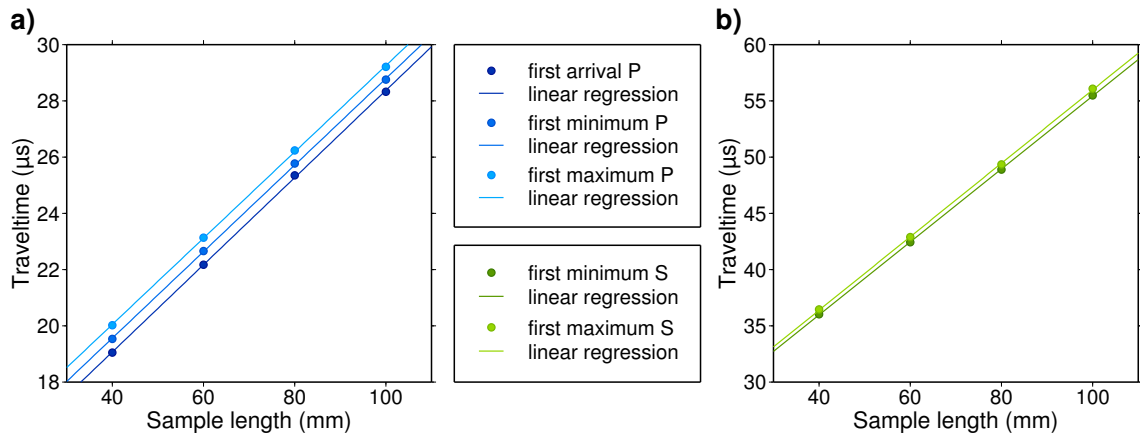 a)
30
28
26
24
22
20
18
Traveltime (µs)
40
60
80
100
Sample length (mm)
first arrival P
linear regression
first minimum P
linear regression
first maximum P
linear regression
first minimum S
linear regression
first maximum S
linear regression
b)
60
55
50
45
40
35
30
Traveltime (µs)
40
60
80
100
Sample length (mm)